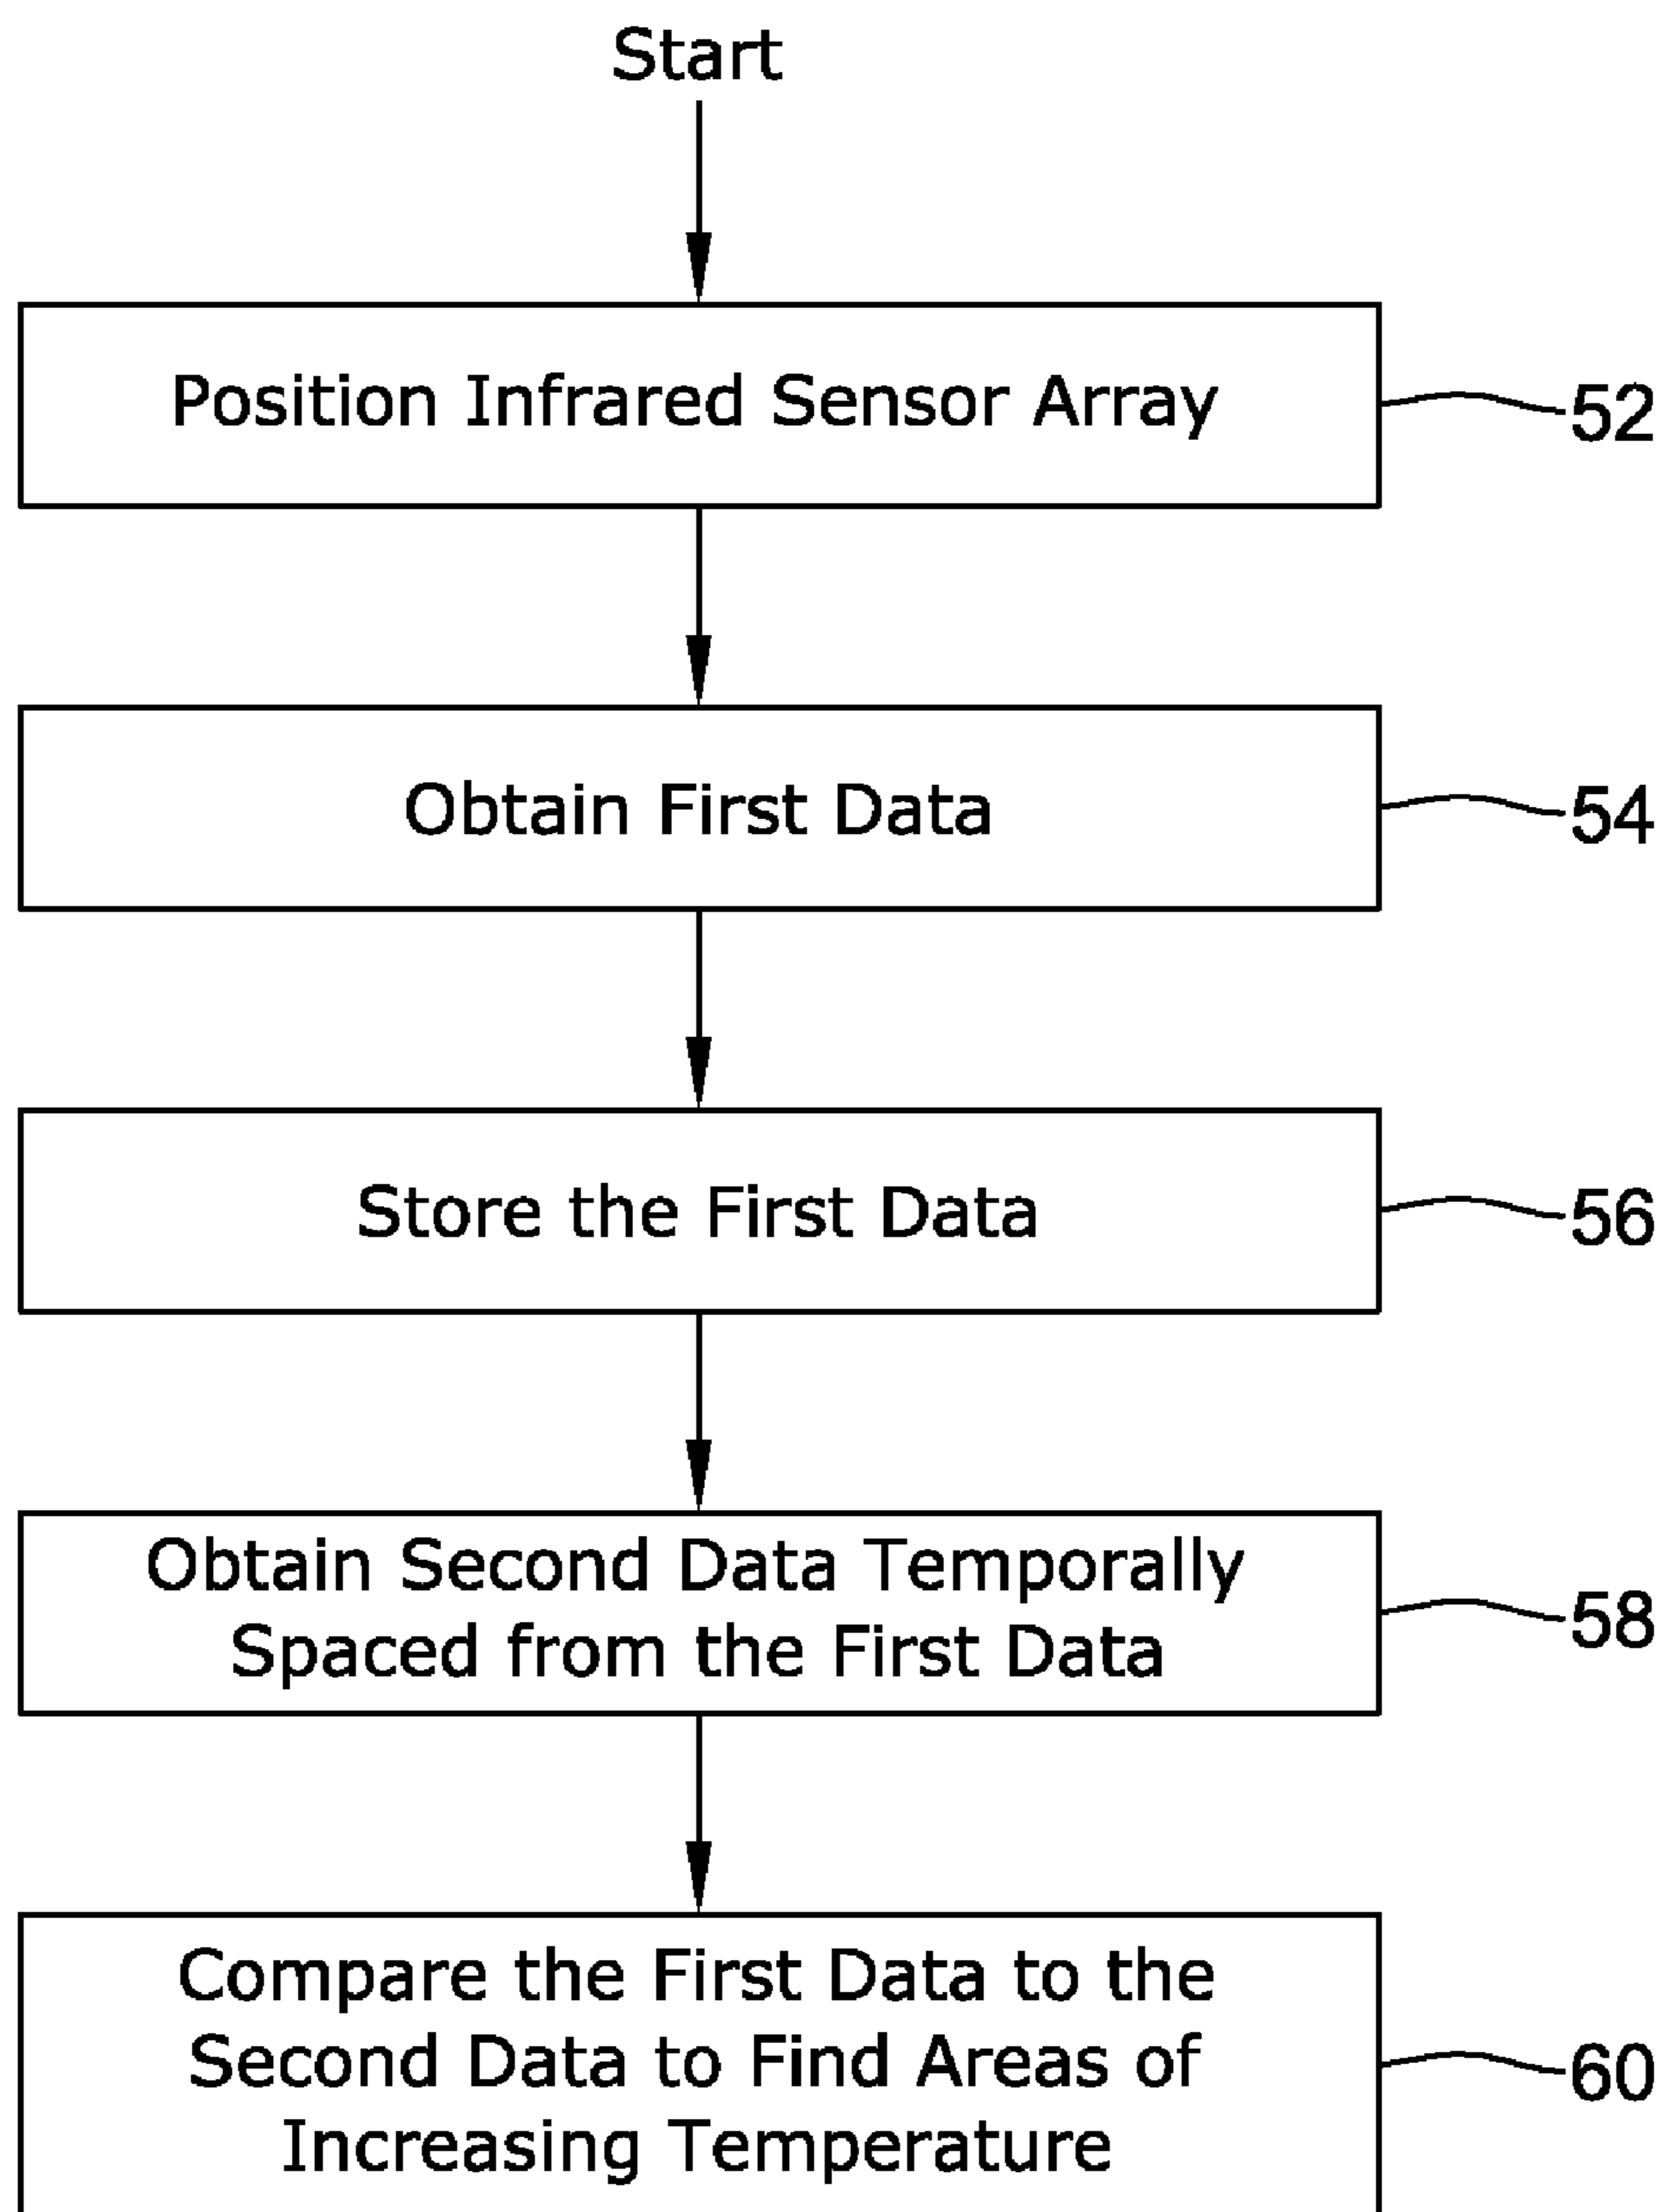 Start
Position Infrared Sensor Array
52
Obtain First Data
54
Store the First Data
56
Obtain Second Data Temporally
Spaced from the First Data
58
Compare the First Data to the
Second Data to Find Areas of
Increasing Temperature
60